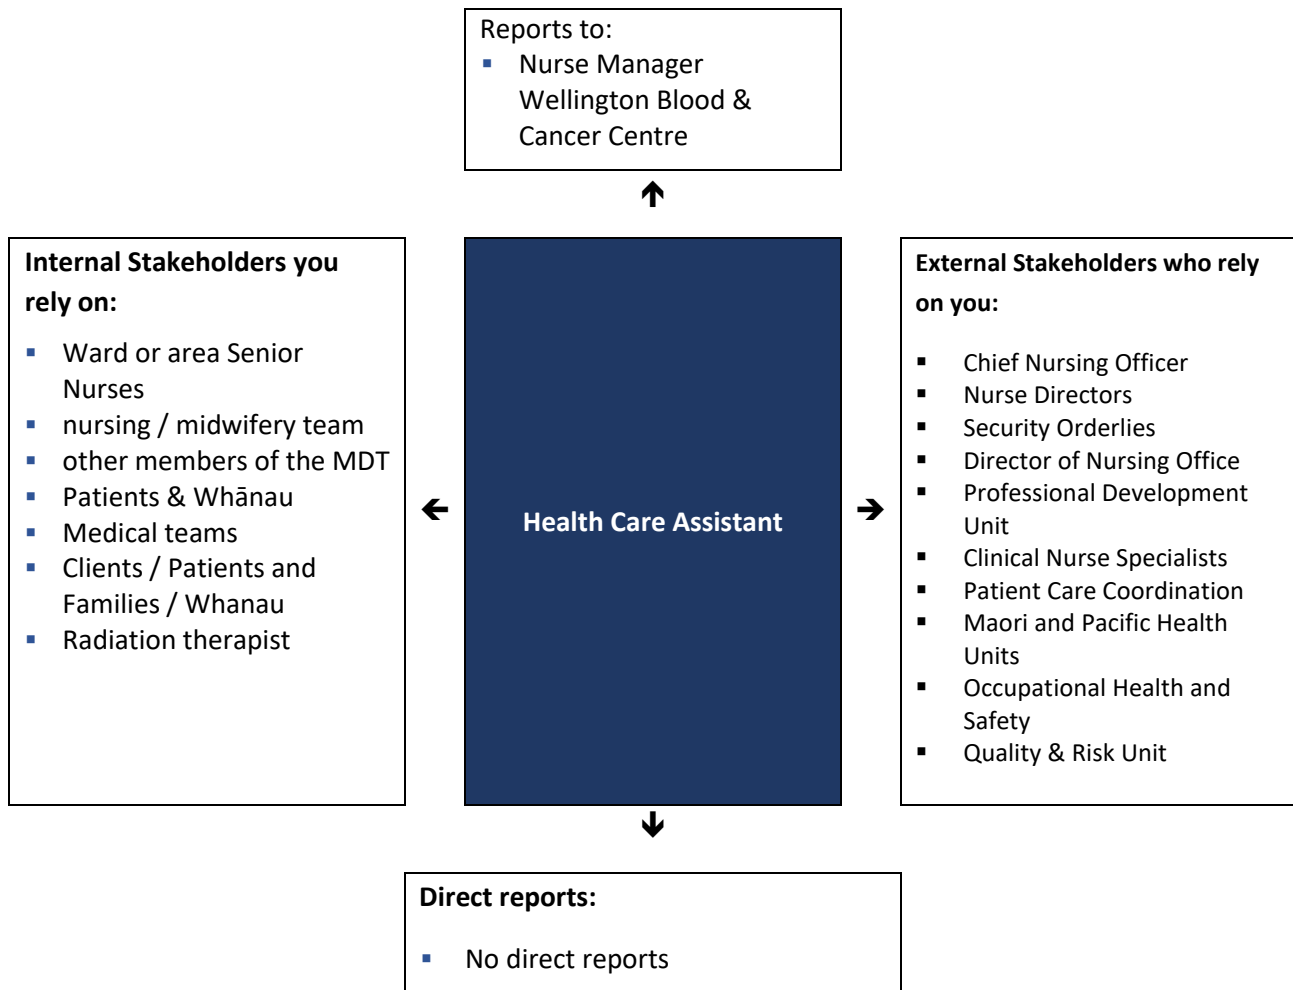 Reports to:
▪ Nurse Manager
Wellington Blood &
Cancer Centre
Internal Stakeholders you
rely on:
▪ Ward or area Senior
Nurses
▪ nursing / midwifery team
▪ other members of the MDT
▪ Patients & Whānau
▪ Medical teams
▪ Clients / Patients and
Families / Whanau
▪ Radiation therapist
Health Care Assistant
External Stakeholders who rely
on you:
▪ Chief Nursing Officer
▪ Nurse Directors
▪ Security Orderlies
▪ Director of Nursing Office
▪ Professional Development
Unit
▪ Clinical Nurse Specialists
▪ Patient Care Coordination
▪ Maori and Pacific Health
Units
▪ Occupational Health and
Safety
▪ Quality & Risk Unit
Direct reports:
▪ No direct reports